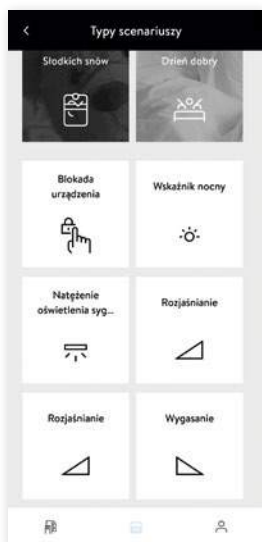 Typy scenariuszy
Słodkich snów
Dzień dobry
Blokada
urządzenia
Wskaźnik nocny
Natężenie
oświetlenia syg...
Rozjaśnianie
Rozjaśnianie
Wygasanie